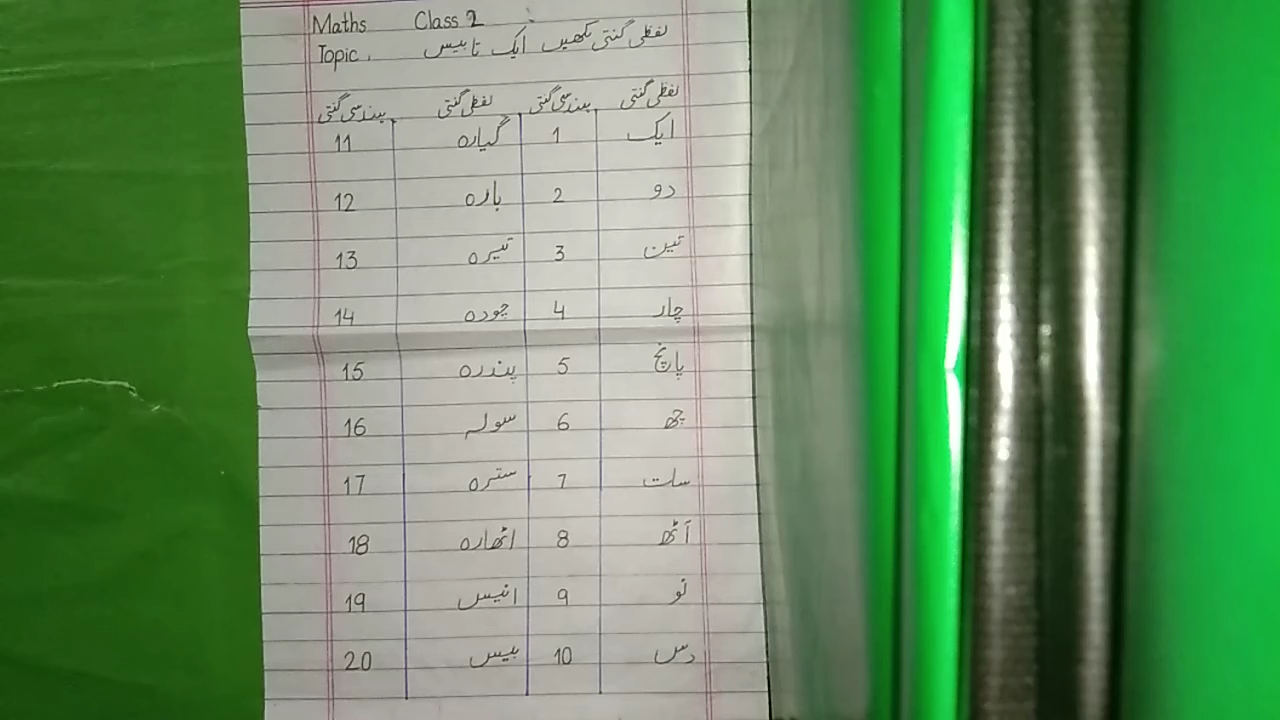 Maths Class 2
Topic. لفظی گنتی لکھیں ایک تا بیس
لفظی گنتی ہندسی گنتی لفظی گنتی ہندسی گنتی
ایک 1 گیارہ 11
دو 2 بارہ 12
تین 3 تیرہ 13
چار 4 چودہ 14
پانچ 5 پندرہ 15
چھ 6 سولہ 16
سات 7 سترہ 17
آٹھ 8 اٹھارہ 18
نو 9 انیس 19
دس 10 بیس 20